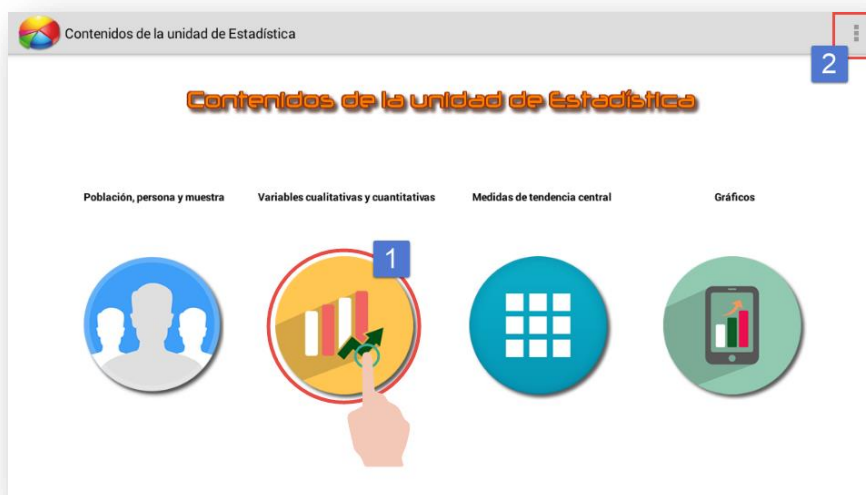 Contenidos de la unidad de Estadística
2
Contenidos de la unidad de Estadística
Población, persona y muestra
Variables cualitativas y cuantitativas
Medidas de tendencia central
Gráficos
1